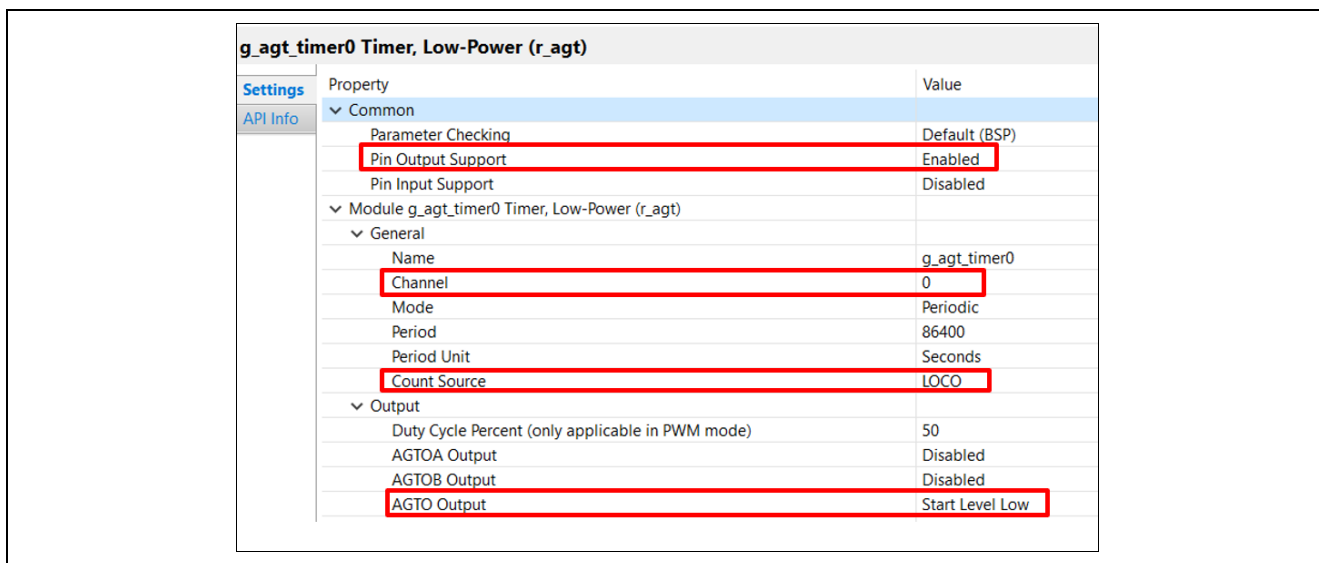 g_agt_timer0 Timer, Low-Power (r_agt)
Settings
API Info
Property Value
Common
Parameter Checking Default (BSP)
Pin Output Support Enabled
Pin Input Support Disabled
Module g_agt_timer0 Timer, Low-Power (r_agt)
General
Name g_agt_timer0
Channel 0
Mode Periodic
Period 86400
Period Unit Seconds
Count Source LOCO
Output
Duty Cycle Percent (only applicable in PWM mode) 50
AGTOA Output Disabled
AGTOB Output Disabled
AGTO Output Start Level Low